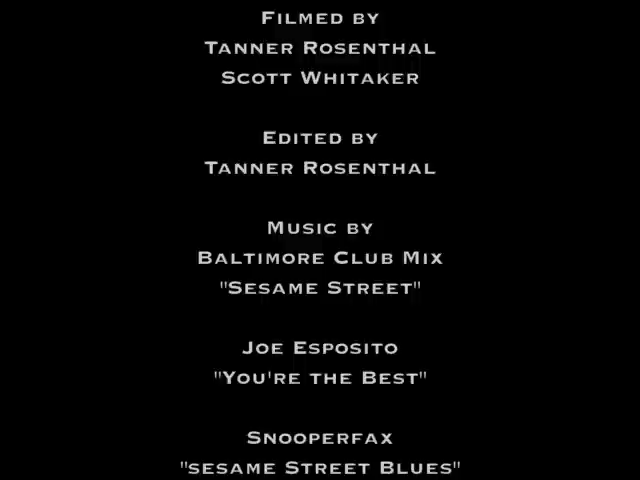 Filmed by
Tanner Rosenthal
Scott Whitaker
Edited by
Tanner Rosenthal
Music by
Baltimore Club Mix
"Sesame Street"
Joe Esposito
"You're the Best"
Snooperfax
"sesame Street Blues"